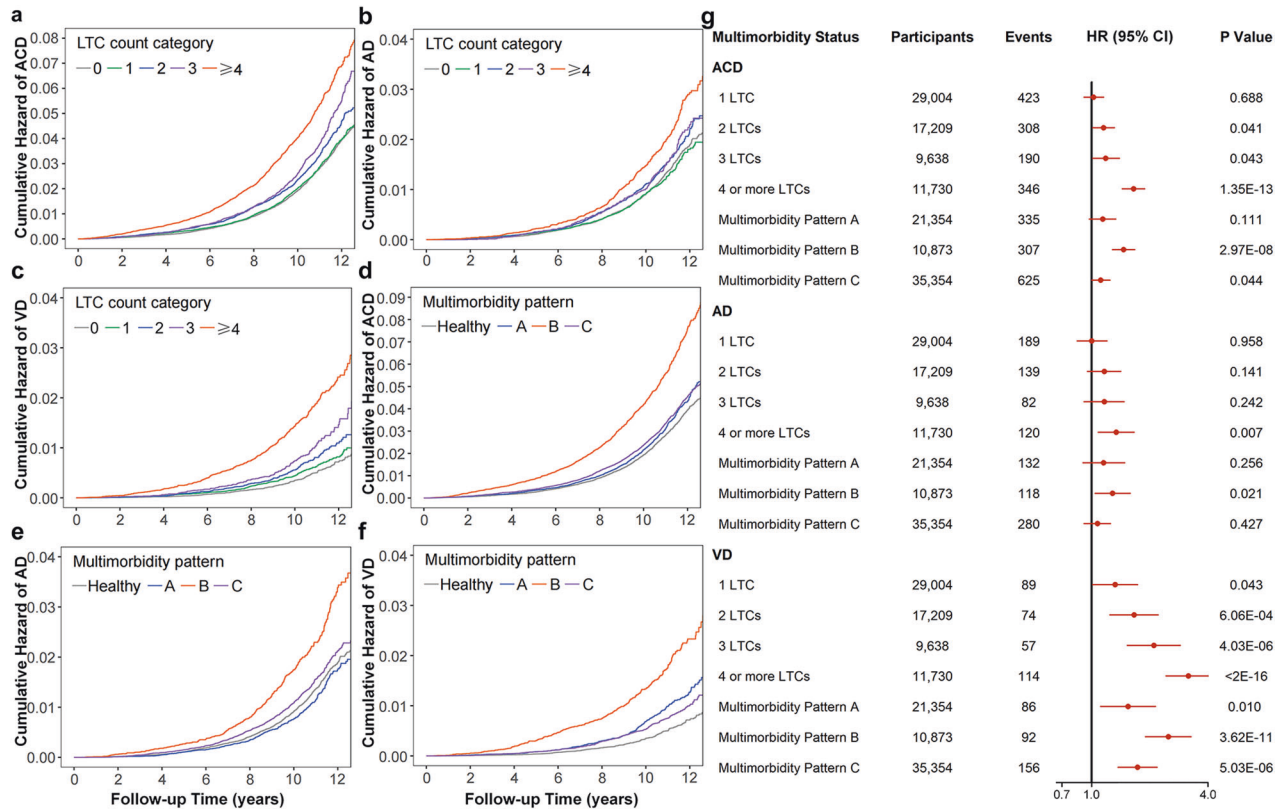 a
LTC count category
0 1 2 3 ≥4
Cumulative Hazard of ACD
0.08
0.07
0.06
0.05
0.04
0.03
0.02
0.01
0.00
0 2 4 6 8 10 12
b
LTC count category
0 1 2 3 ≥4
Cumulative Hazard of AD
0.04
0.03
0.02
0.01
0.00
0 2 4 6 8 10 12
c
LTC count category
0 1 2 3 ≥4
Cumulative Hazard of VD
0.04
0.03
0.02
0.01
0.00
0 2 4 6 8 10 12
d
Multimorbidity pattern
Healthy A B C
Cumulative Hazard of ACD
0.09
0.08
0.07
0.06
0.05
0.04
0.03
0.02
0.01
0.00
0 2 4 6 8 10 12
e
Multimorbidity pattern
Healthy A B C
Cumulative Hazard of AD
0.04
0.03
0.02
0.01
0.00
0 2 4 6 8 10 12
Follow-up Time (years)
f
Multimorbidity pattern
Healthy A B C
Cumulative Hazard of VD
0.04
0.03
0.02
0.01
0.00
0 2 4 6 8 10 12
Follow-up Time (years)
g
Multimorbidity Status Participants Events HR (95% CI) P Value
ACD
1 LTC 29,004 423 0.688
2 LTCs 17,209 308 0.041
3 LTCs 9,638 190 0.043
4 or more LTCs 11,730 346 1.35E-13
Multimorbidity Pattern A 21,354 335 0.111
Multimorbidity Pattern B 10,873 307 2.97E-08
Multimorbidity Pattern C 35,354 625 0.044
AD
1 LTC 29,004 189 0.958
2 LTCs 17,209 139 0.141
3 LTCs 9,638 82 0.242
4 or more LTCs 11,730 120 0.007
Multimorbidity Pattern A 21,354 132 0.256
Multimorbidity Pattern B 10,873 118 0.021
Multimorbidity Pattern C 35,354 280 0.427
VD
1 LTC 29,004 89 0.043
2 LTCs 17,209 74 6.06E-04
3 LTCs 9,638 57 4.03E-06
4 or more LTCs 11,730 114 <2E-16
Multimorbidity Pattern A 21,354 86 0.010
Multimorbidity Pattern B 10,873 92 3.62E-11
Multimorbidity Pattern C 35,354 156 5.03E-06
0.7 1.0 4.0